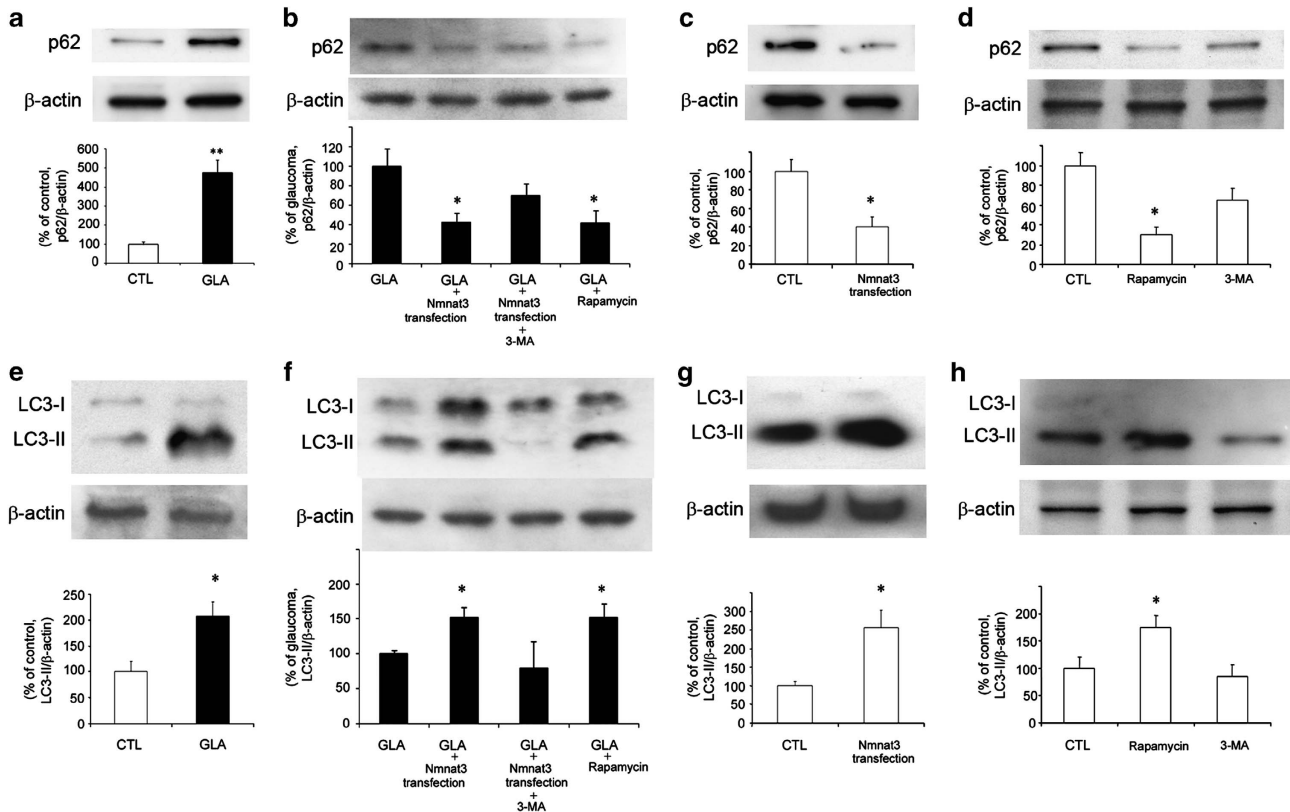 a
p62
β-actin
(% of control, p62/β-actin)
600
500
400
300
200
100
0
**
CTL
GLA
b
p62
β-actin
(% of glaucoma, p62/β-actin)
120
100
80
60
40
20
0
*
*
GLA
GLA + Nmnat3 transfection
GLA + Nmnat3 transfection + 3-MA
GLA + Rapamycin
c
p62
β-actin
(% of control, p62/β-actin)
120
100
80
60
40
20
0
*
CTL
Nmnat3 transfection
d
p62
β-actin
(% of control, p62/β-actin)
120
100
80
60
40
20
0
*
CTL
Rapamycin
3-MA
e
LC3-I
LC3-II
β-actin
(% of control, LC3-II/β-actin)
250
200
150
100
50
0
*
CTL
GLA
f
LC3-I
LC3-II
β-actin
(% of glaucoma, LC3-II/β-actin)
200
150
100
50
0
*
*
GLA
GLA + Nmnat3 transfection
GLA + Nmnat3 transfection + 3-MA
GLA + Rapamycin
g
LC3-I
LC3-II
β-actin
(% of control, LC3-II/β-actin)
350
300
250
200
150
100
50
0
*
CTL
Nmnat3 transfection
h
LC3-I
LC3-II
β-actin
(% of control, LC3-II/β-actin)
200
150
100
50
0
*
CTL
Rapamycin
3-MA